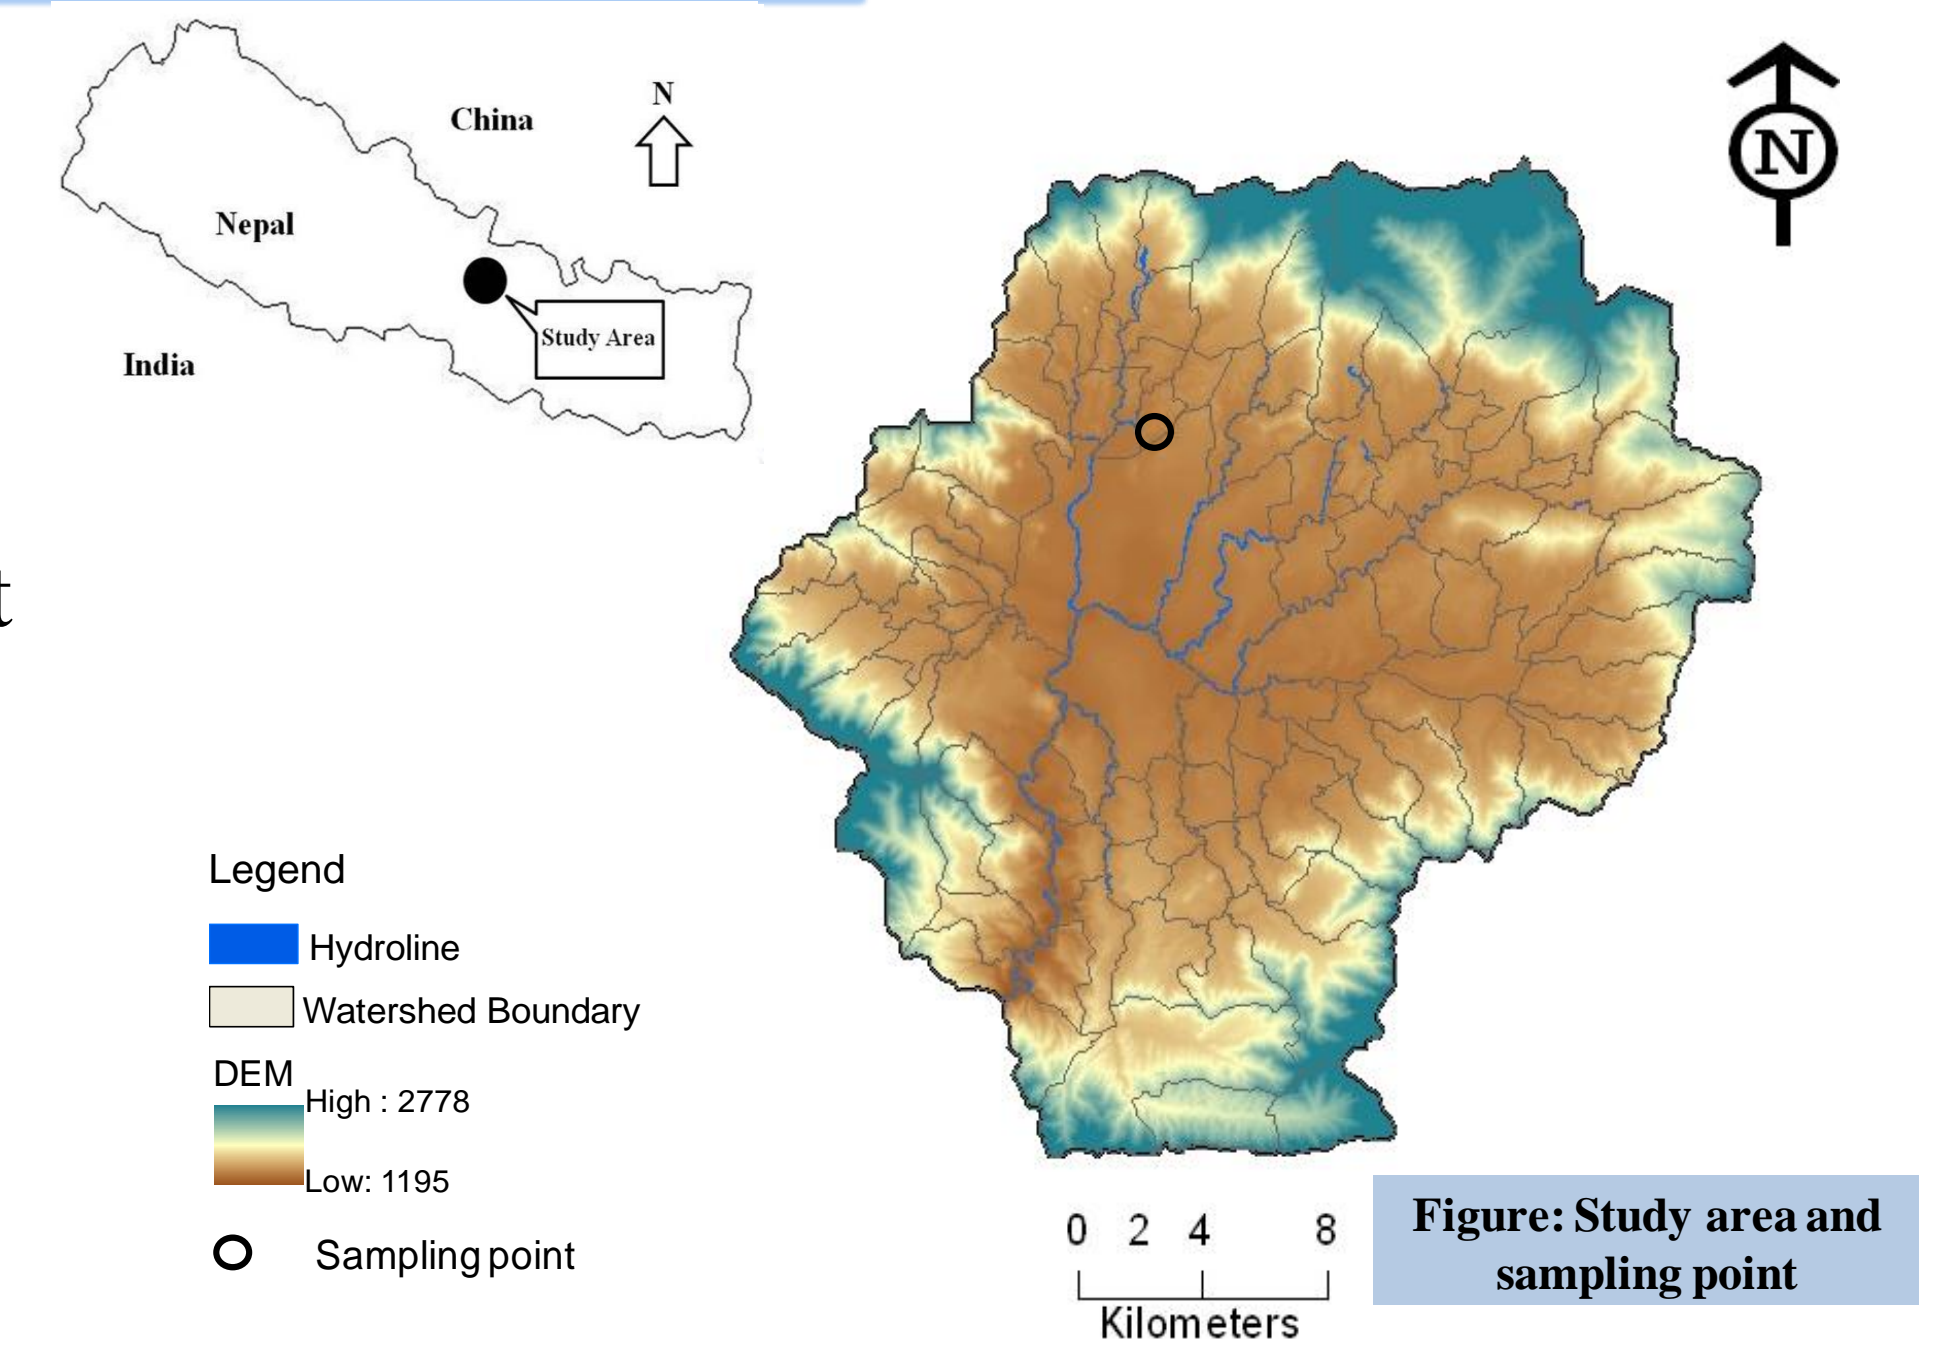 China
N
Nepal
Study Area
India
N
t
Legend
Hydroline
Watershed Boundary
DEM
High : 2778
Low: 1195
Sampling point
0 2 4 8
Kilometers
Figure: Study area and
sampling point